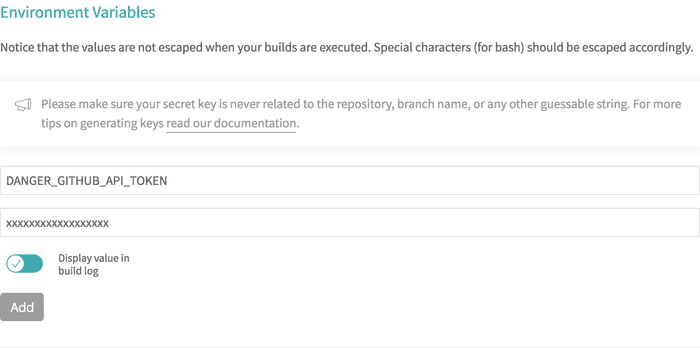 Environment Variables
Notice that the values are not escaped when your builds are executed. Special characters (for bash) should be escaped accordingly.
Please make sure your secret key is never related to the repository, branch name, or any other guessable string. For more
tips on generating keys read our documentation.
DANGER_GITHUB_API_TOKEN
xxxxxxxxxxxxxxxxxx
Display value in
build log
Add